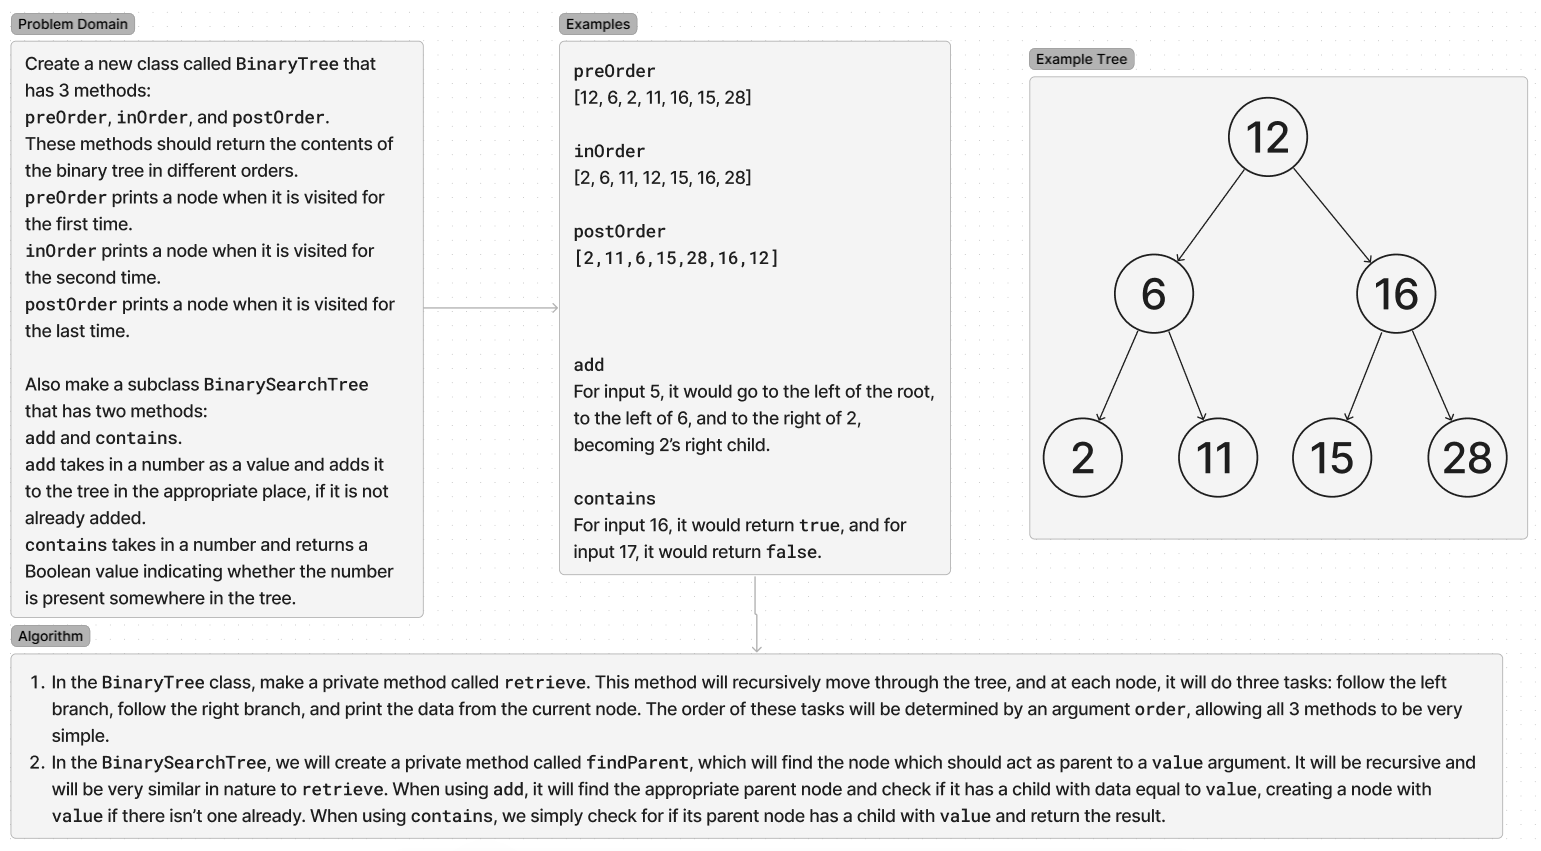 Problem Domain
Create a new class called BinaryTree that
has 3 methods:
preOrder, inOrder, and postOrder.
These methods should return the contents of
the binary tree in different orders.
preOrder prints a node when it is visited for
the first time.
inOrder prints a node when it is visited for
the second time.
postOrder prints a node when it is visited for
the last time.
Also make a subclass BinarySearchTree
that has two methods:
add and contains.
add takes in a number as a value and adds it
to the tree in the appropriate place, if it is not
already added.
contains takes in a number and returns a
Boolean value indicating whether the number
is present somewhere in the tree.
Examples
preOrder
[12, 6, 2, 11, 16, 15, 28]
inOrder
[2, 6, 11, 12, 15, 16, 28]
postOrder
[2,11,6,15,28,16,12]
add
For input 5, it would go to the left of the root,
to the left of 6, and to the right of 2,
becoming 2’s right child.
contains
For input 16, it would return true, and for
input 17, it would return false.
Example Tree
12
6
16
2
11
15
28
Algorithm
1. In the BinaryTree class, make a private method called retrieve. This method will recursively move through the tree, and at each node, it will do three tasks: follow the left
branch, follow the right branch, and print the data from the current node. The order of these tasks will be determined by an argument order, allowing all 3 methods to be very
simple.
2. In the BinarySearchTree, we will create a private method called findParent, which will find the node which should act as parent to a value argument. It will be recursive and
will be very similar in nature to retrieve. When using add, it will find the appropriate parent node and check if it has a child with data equal to value, creating a node with
value if there isn’t one already. When using contains, we simply check for if its parent node has a child with value and return the result.